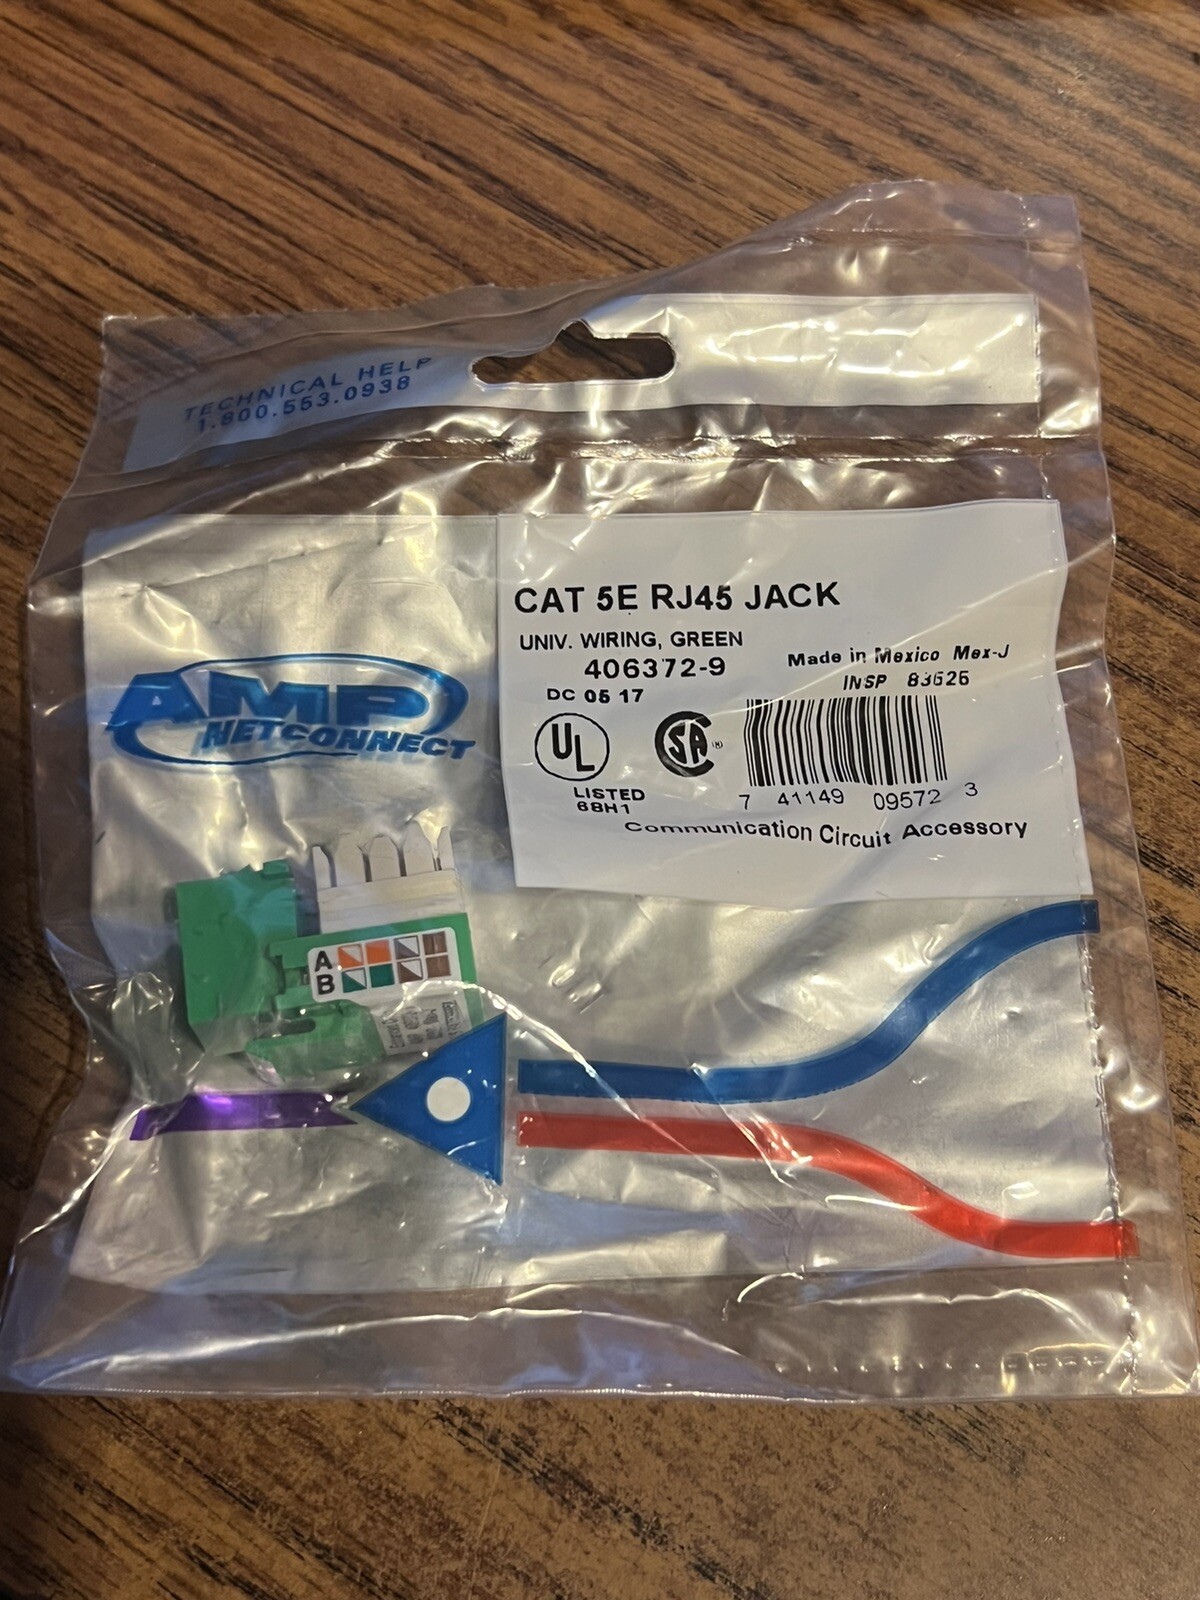 TECHNICAL HELP
1.800.553.0938
AMP
NETCONNECT
CAT 5E RJ45 JACK
UNIV. WIRING, GREEN
406372-9
DC 05 17
Made in Mexico Mex-J
INSP 83626
UL
LISTED
68H1
SA
7 41149 09572 3
Communication Circuit Accessory
A
B